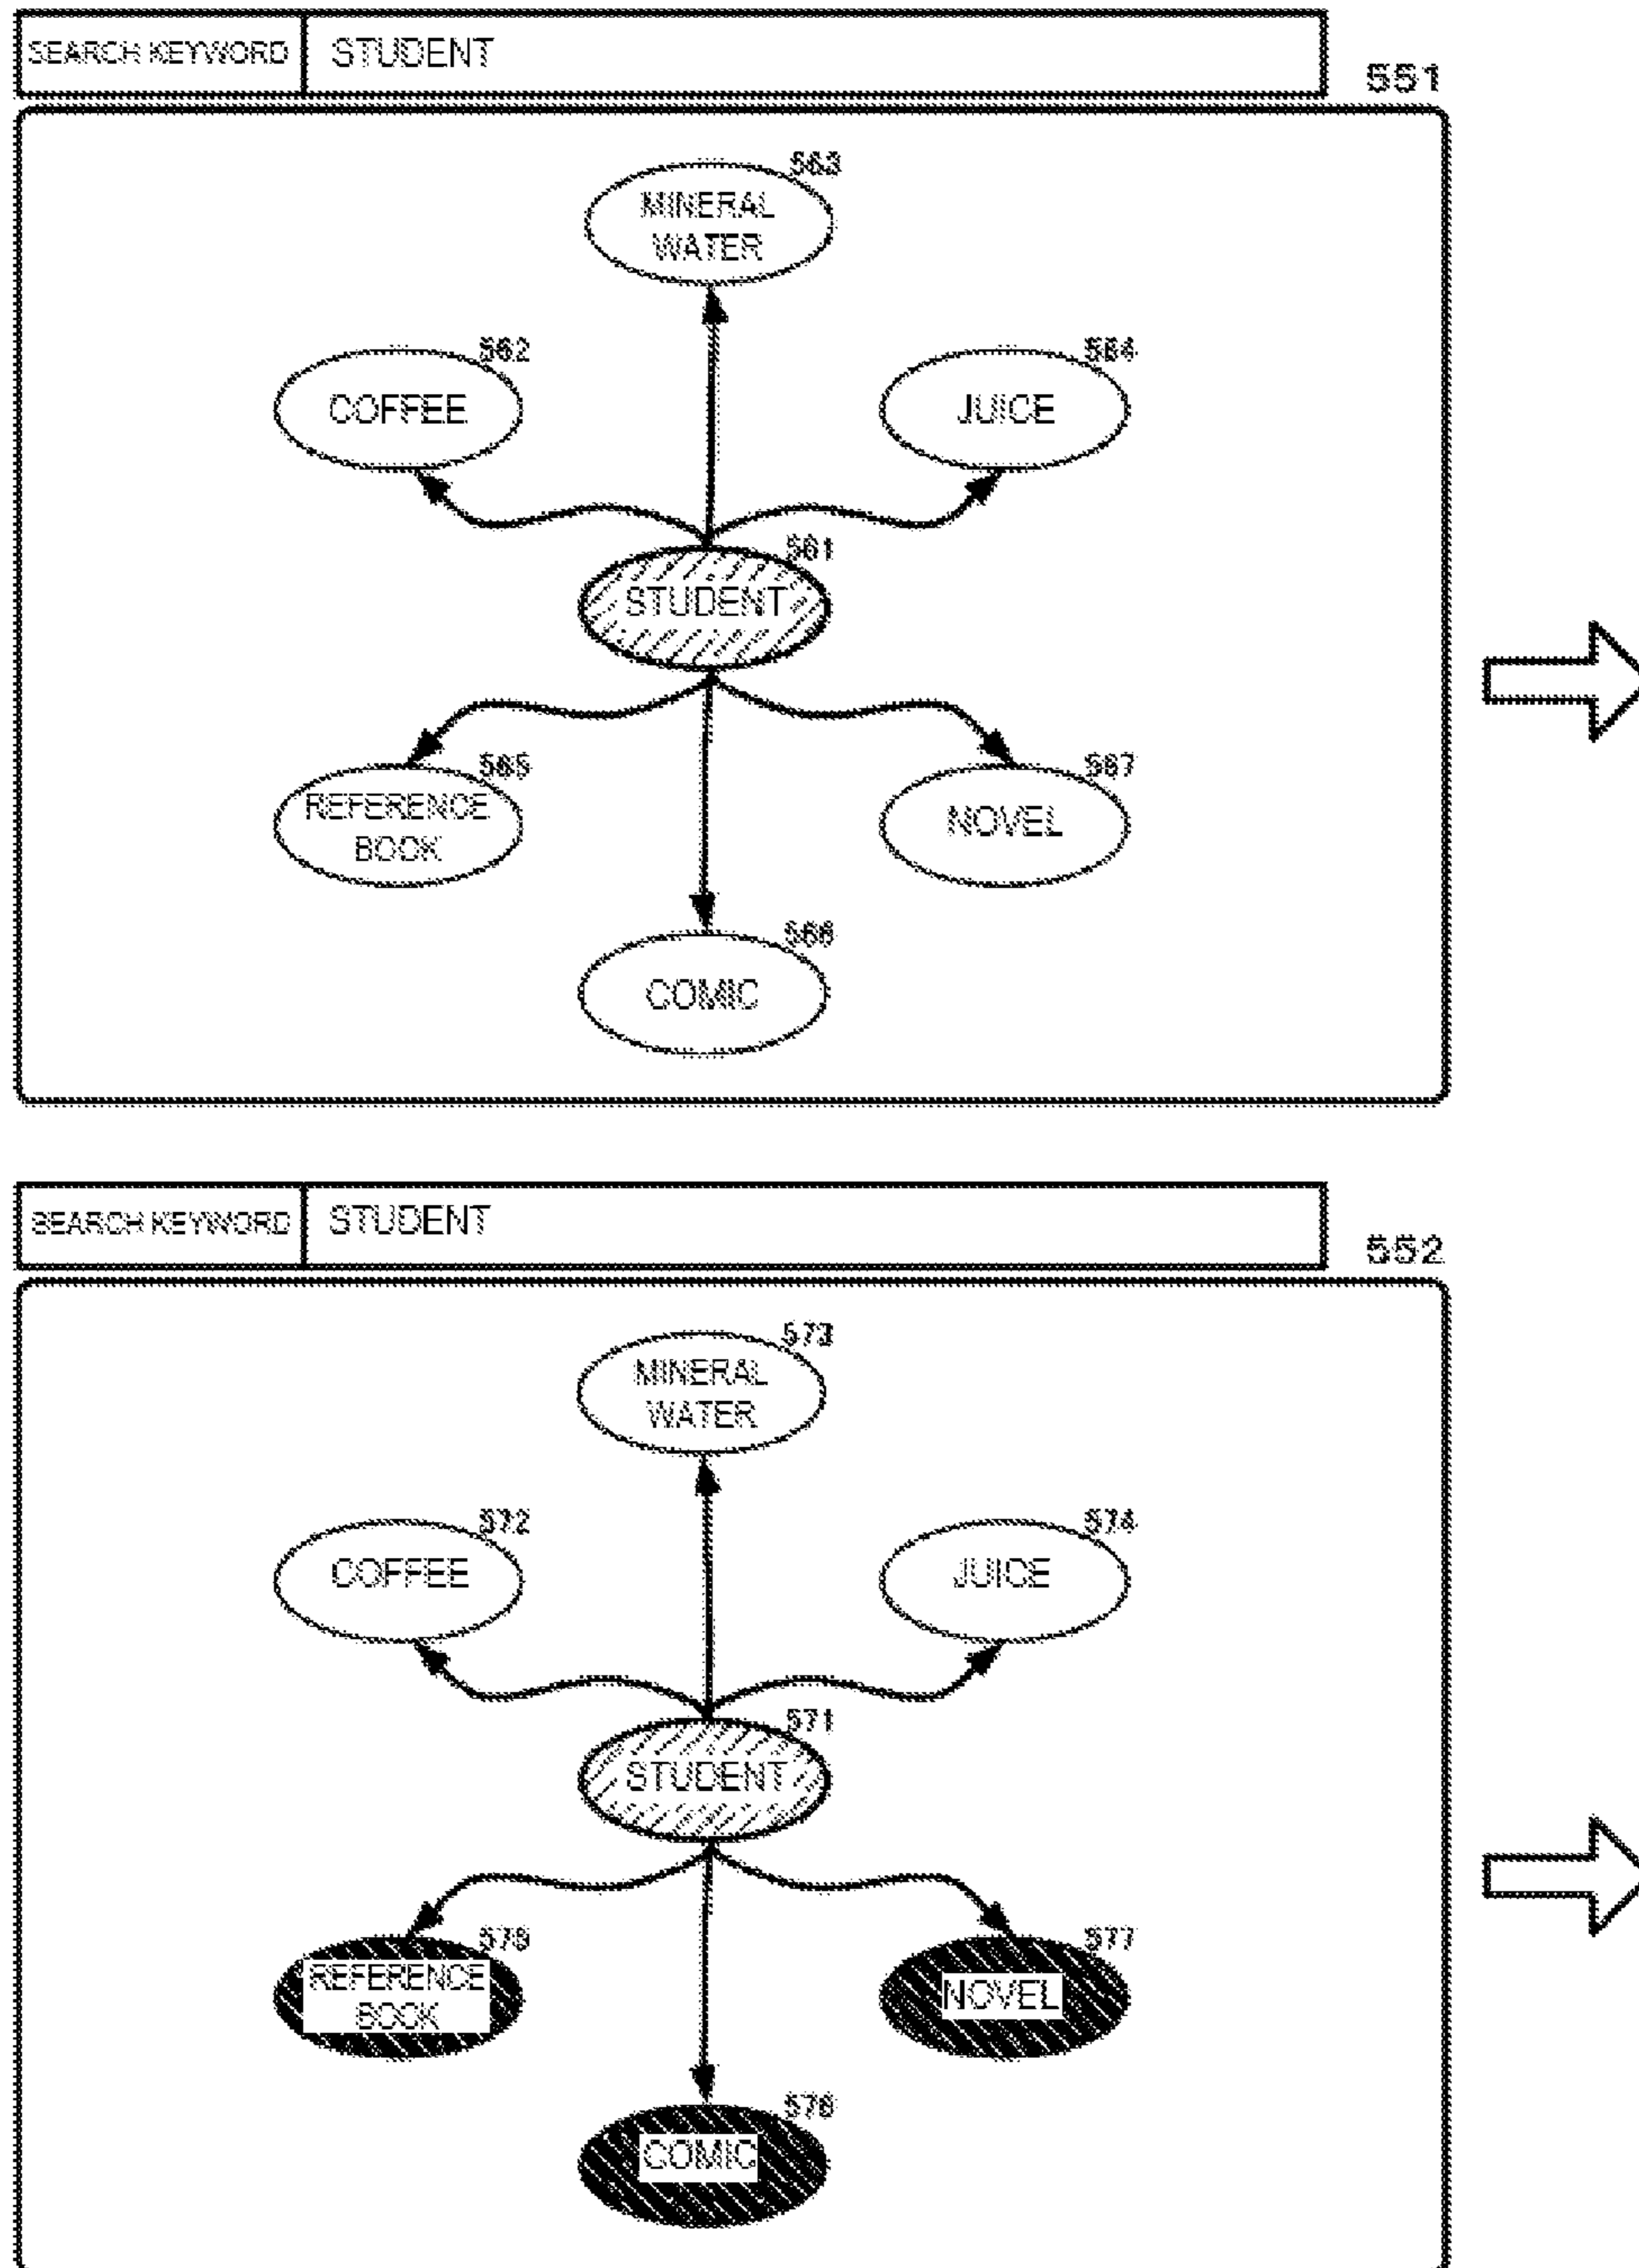 SEARCH KEYWORD STUDENT
551
563
MINERAL
WATER
562
COFFEE
564
JUICE
561
STUDENT
565
REFERENCE
BOOK
567
NOVEL
566
COMIC
SEARCH KEYWORD STUDENT
552
573
MINERAL
WATER
572
COFFEE
574
JUICE
571
STUDENT
575
REFERENCE
BOOK
577
NOVEL
576
COMIC